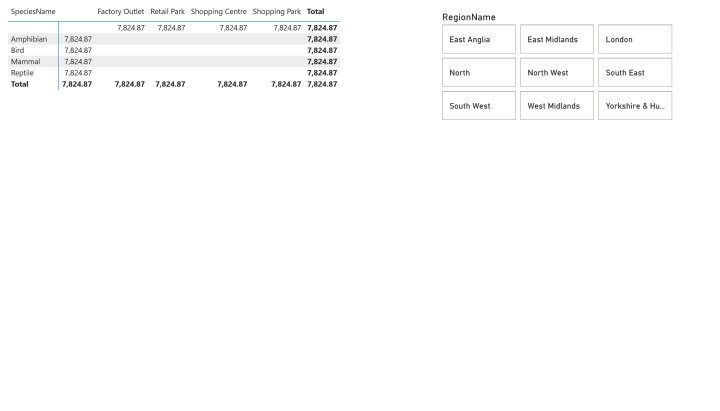 SpeciesName Factory Outlet Retail Park Shopping Centre Shopping Park Total
7,824.87 7,824.87 7,824.87 7,824.87 7,824.87
Amphibian 7,824.87 7,824.87
Bird 7,824.87 7,824.87
Mammal 7,824.87 7,824.87
Reptile 7,824.87 7,824.87
Total 7,824.87 7,824.87 7,824.87 7,824.87 7,824.87 7,824.87
RegionName
East Anglia East Midlands London
North North West South East
South West West Midlands Yorkshire & Hu...